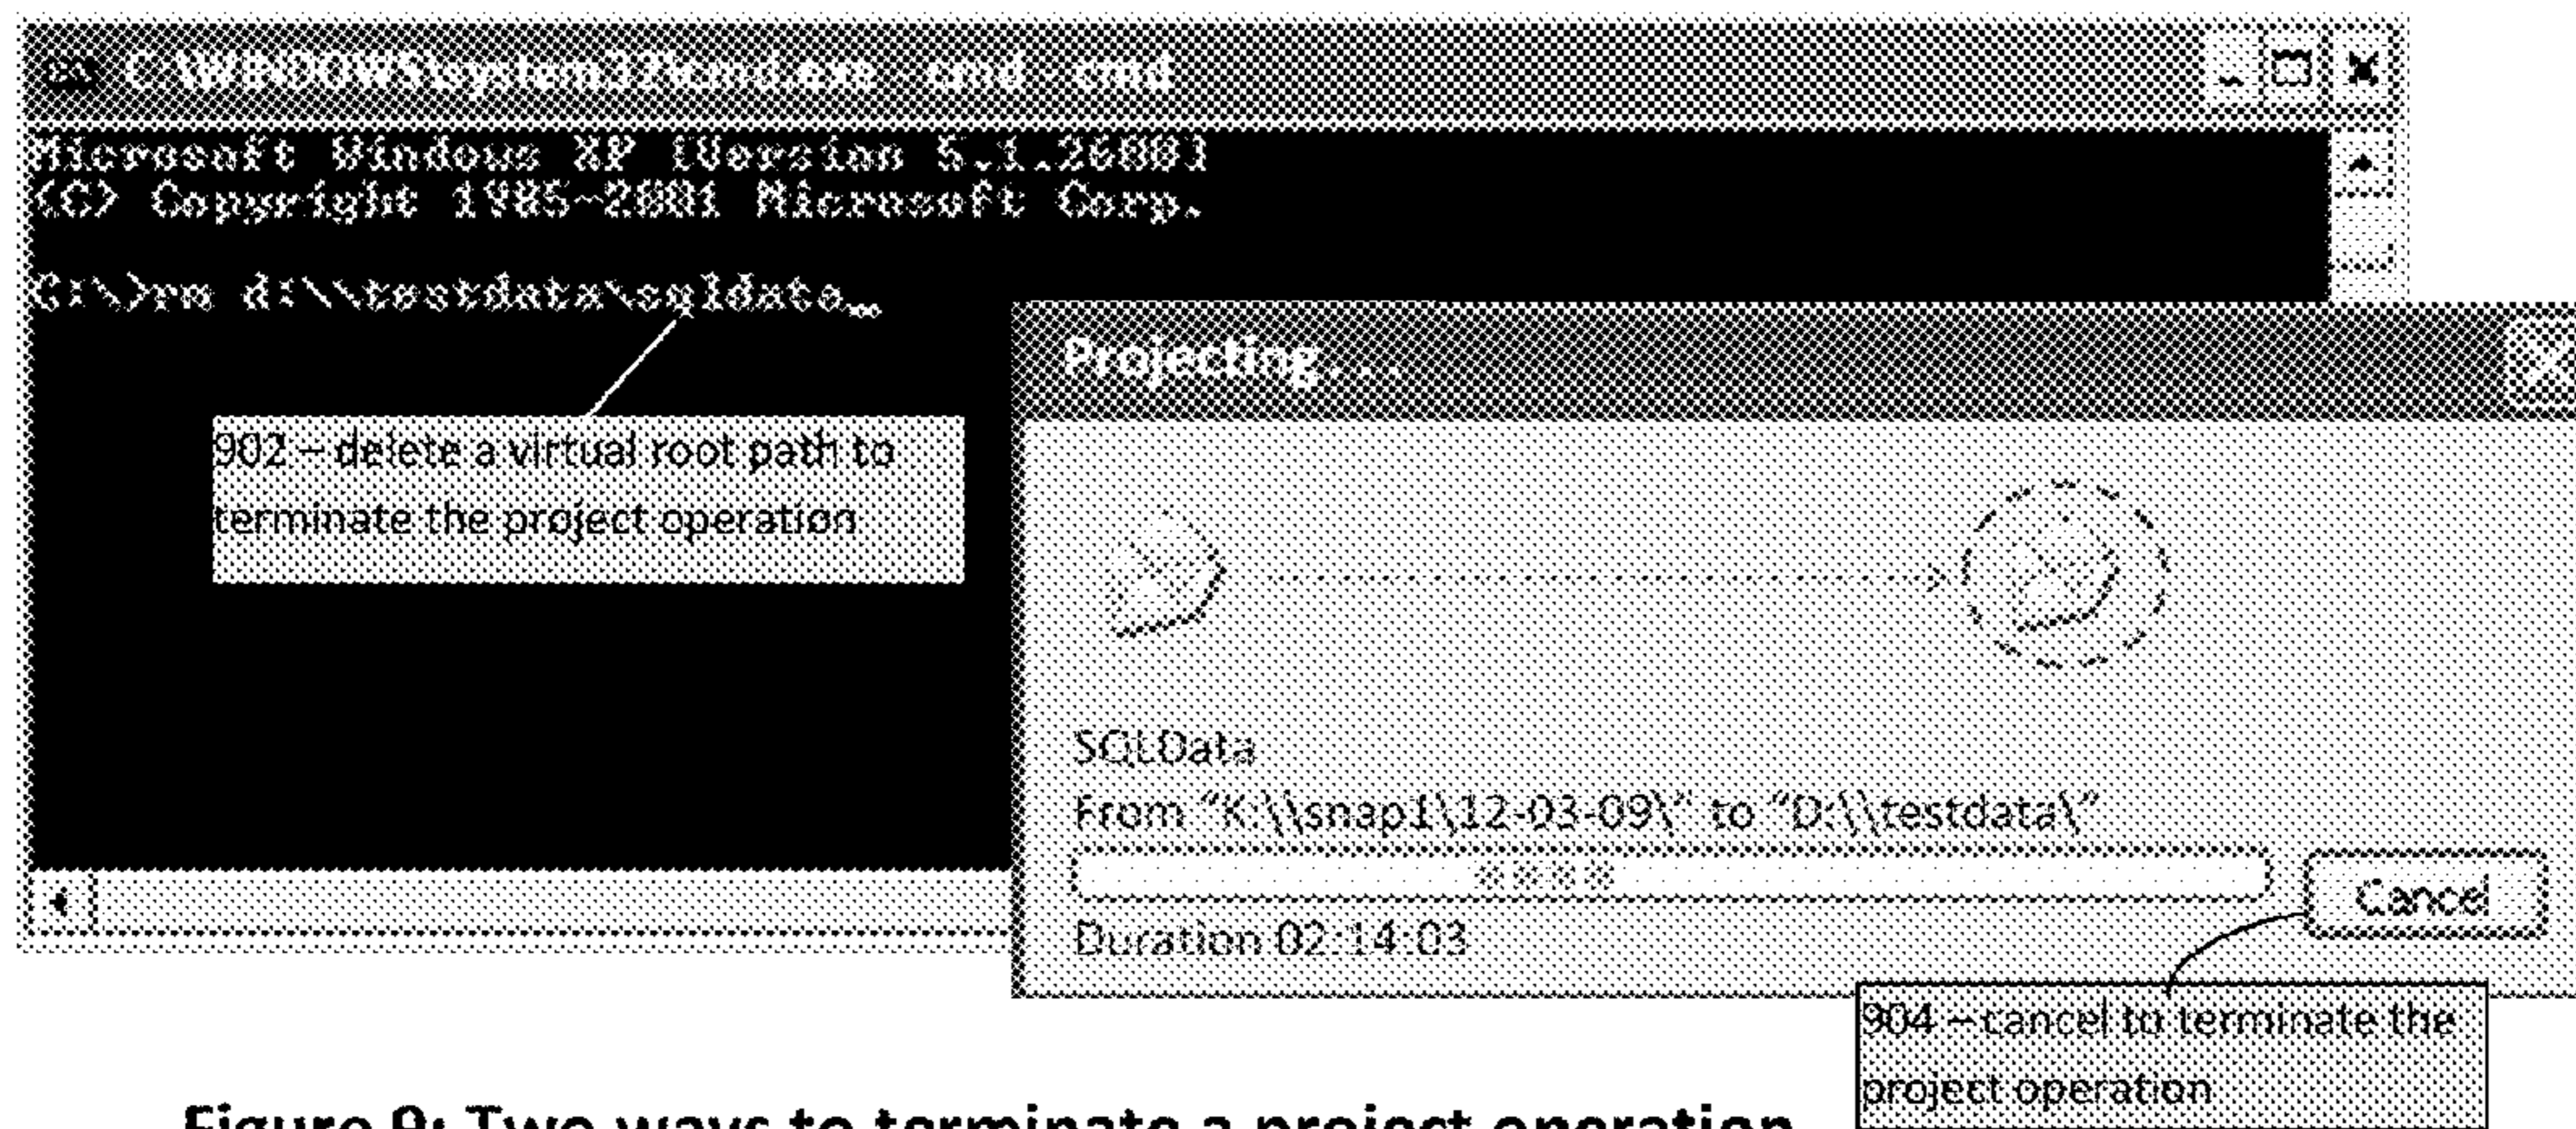 C:\WINDOWS\system32\cmd.exe - cmd - cmd
Microsoft Windows XP [Version 5.1.2600]
(C) Copyright 1985-2001 Microsoft Corp.
C:\>rm d:\\testdata\sqldata_
902 – delete a virtual root path to
terminate the project operation
Projecting . . .
SQLData
From “K:\\snap1\12-03-09\” to “D:\\testdata\”
Cancel
Duration 02:14:03
904 – cancel to terminate the
project operation
Figure 9: Two ways to terminate a project operation